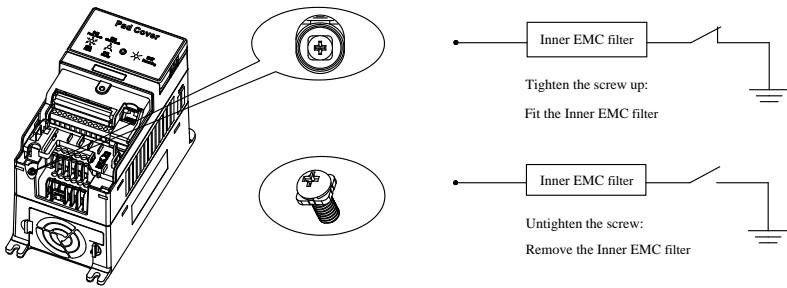 Pad Cover
Inner EMC filter
Tighten the screw up:
Fit the Inner EMC filter
Inner EMC filter
Untighten the screw:
Remove the Inner EMC filter